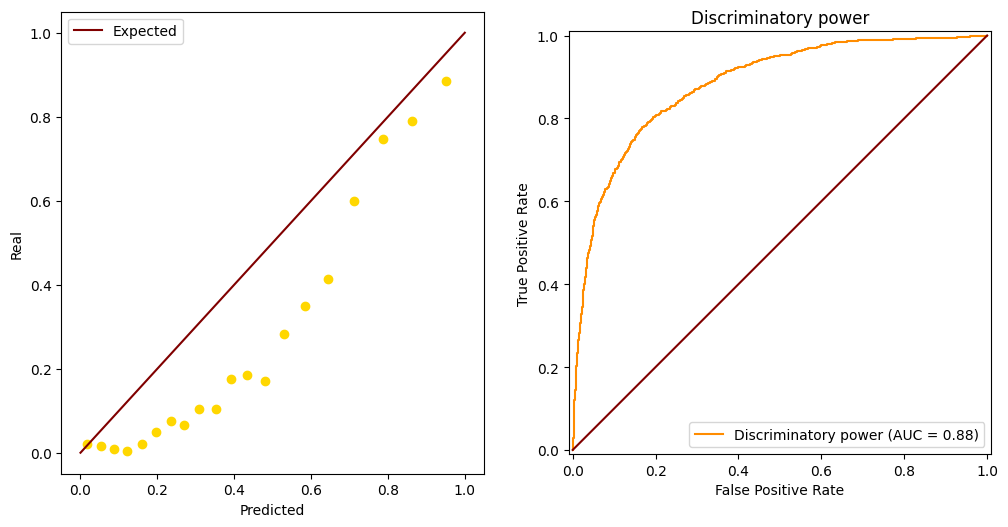 Expected
Real
1.0
0.8
0.6
0.4
0.2
0.0
0.0 0.2 0.4 0.6 0.8 1.0
Predicted
Discriminatory power
True Positive Rate
1.0
0.8
0.6
0.4
0.2
0.0
Discriminatory power (AUC = 0.88)
0.0 0.2 0.4 0.6 0.8 1.0
False Positive Rate